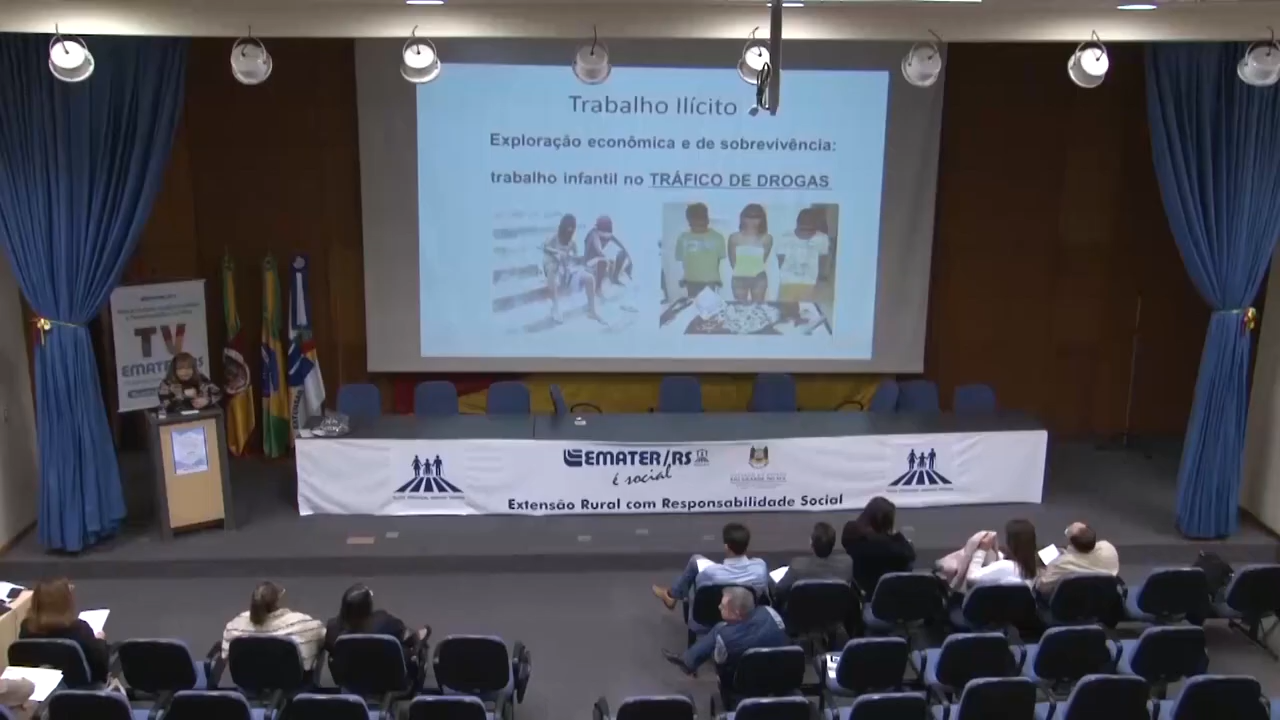 Trabalho Ilícito
Exploração econômica e de sobrevivência:
trabalho infantil no TRÁFICO DE DROGAS
TV
EMATER/RS
EMATER/RS
é social
Extensão Rural com Responsabilidade Social